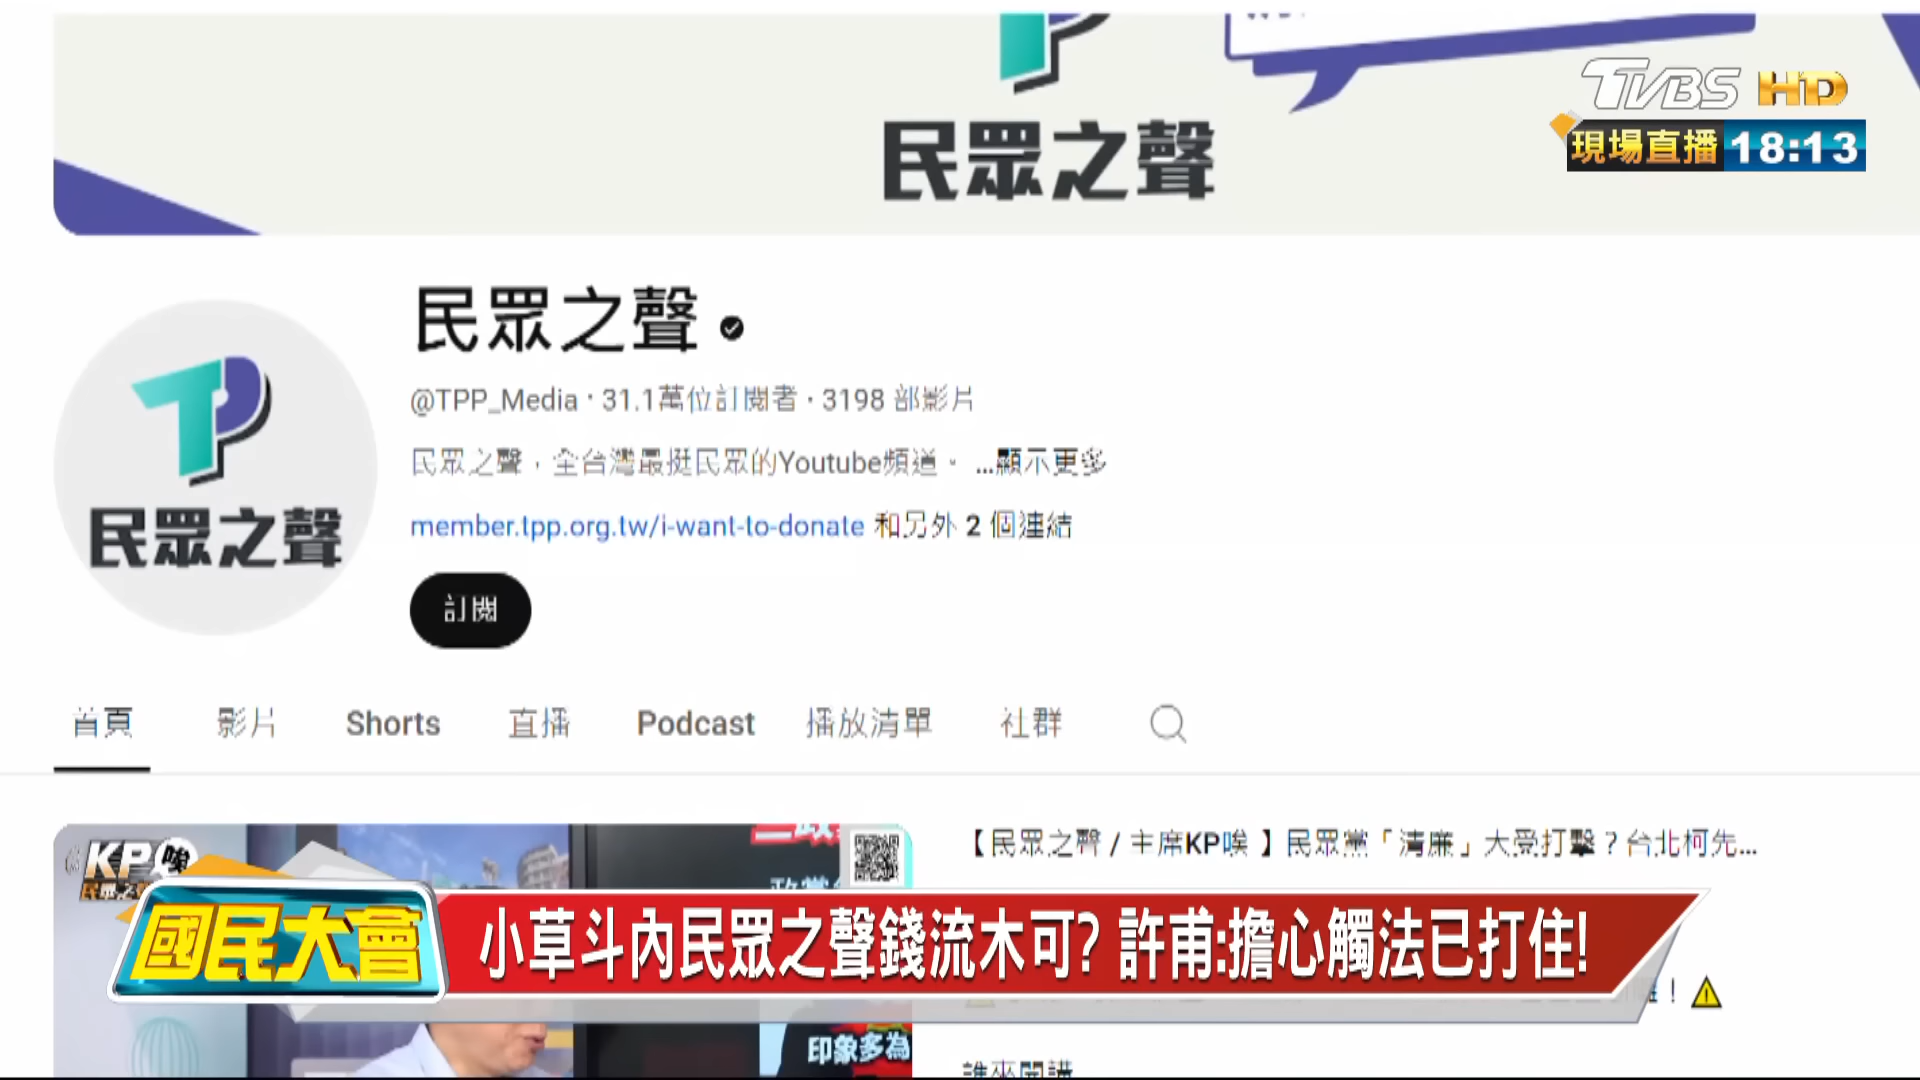 TVBS HD
現場直播 18:13
民眾之聲
民眾之聲
@TPP_Media · 31.1萬位訂閱者 · 3198 部影片
民眾之聲，全台灣最挺民眾的Youtube頻道。 ...顯示更多
member.tpp.org.tw/i-want-to-donate 和另外 2 個連結
TP
民眾之聲
訂閱
首頁 影片 Shorts 直播 Podcast 播放清單 社群
KP唉
【民眾之聲 / 主席KP唉 】民眾黨「清廉」大受打擊？台北柯先...
國民大會
小草斗內民眾之聲錢流木可? 許甫:擔心觸法已打住!
印象多為